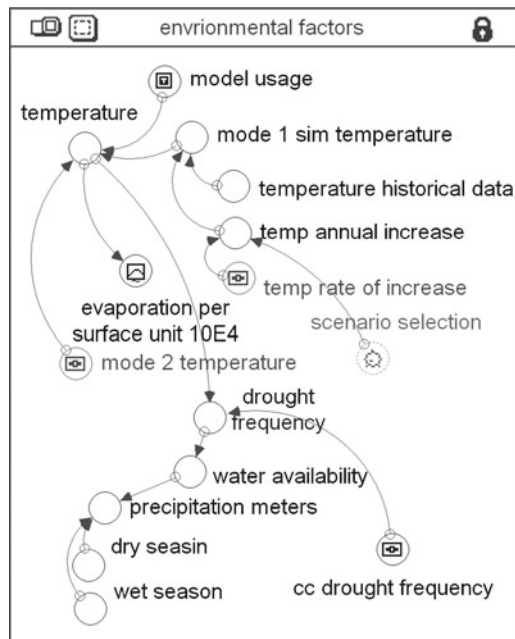 envrionmental factors
model usage
temperature
mode 1 sim temperature
temperature historical data
temp annual increase
temp rate of increase
evaporation per
surface unit 10E4
scenario selection
mode 2 temperature
drought
frequency
water availability
precipitation meters
dry seasin
wet season
cc drought frequency